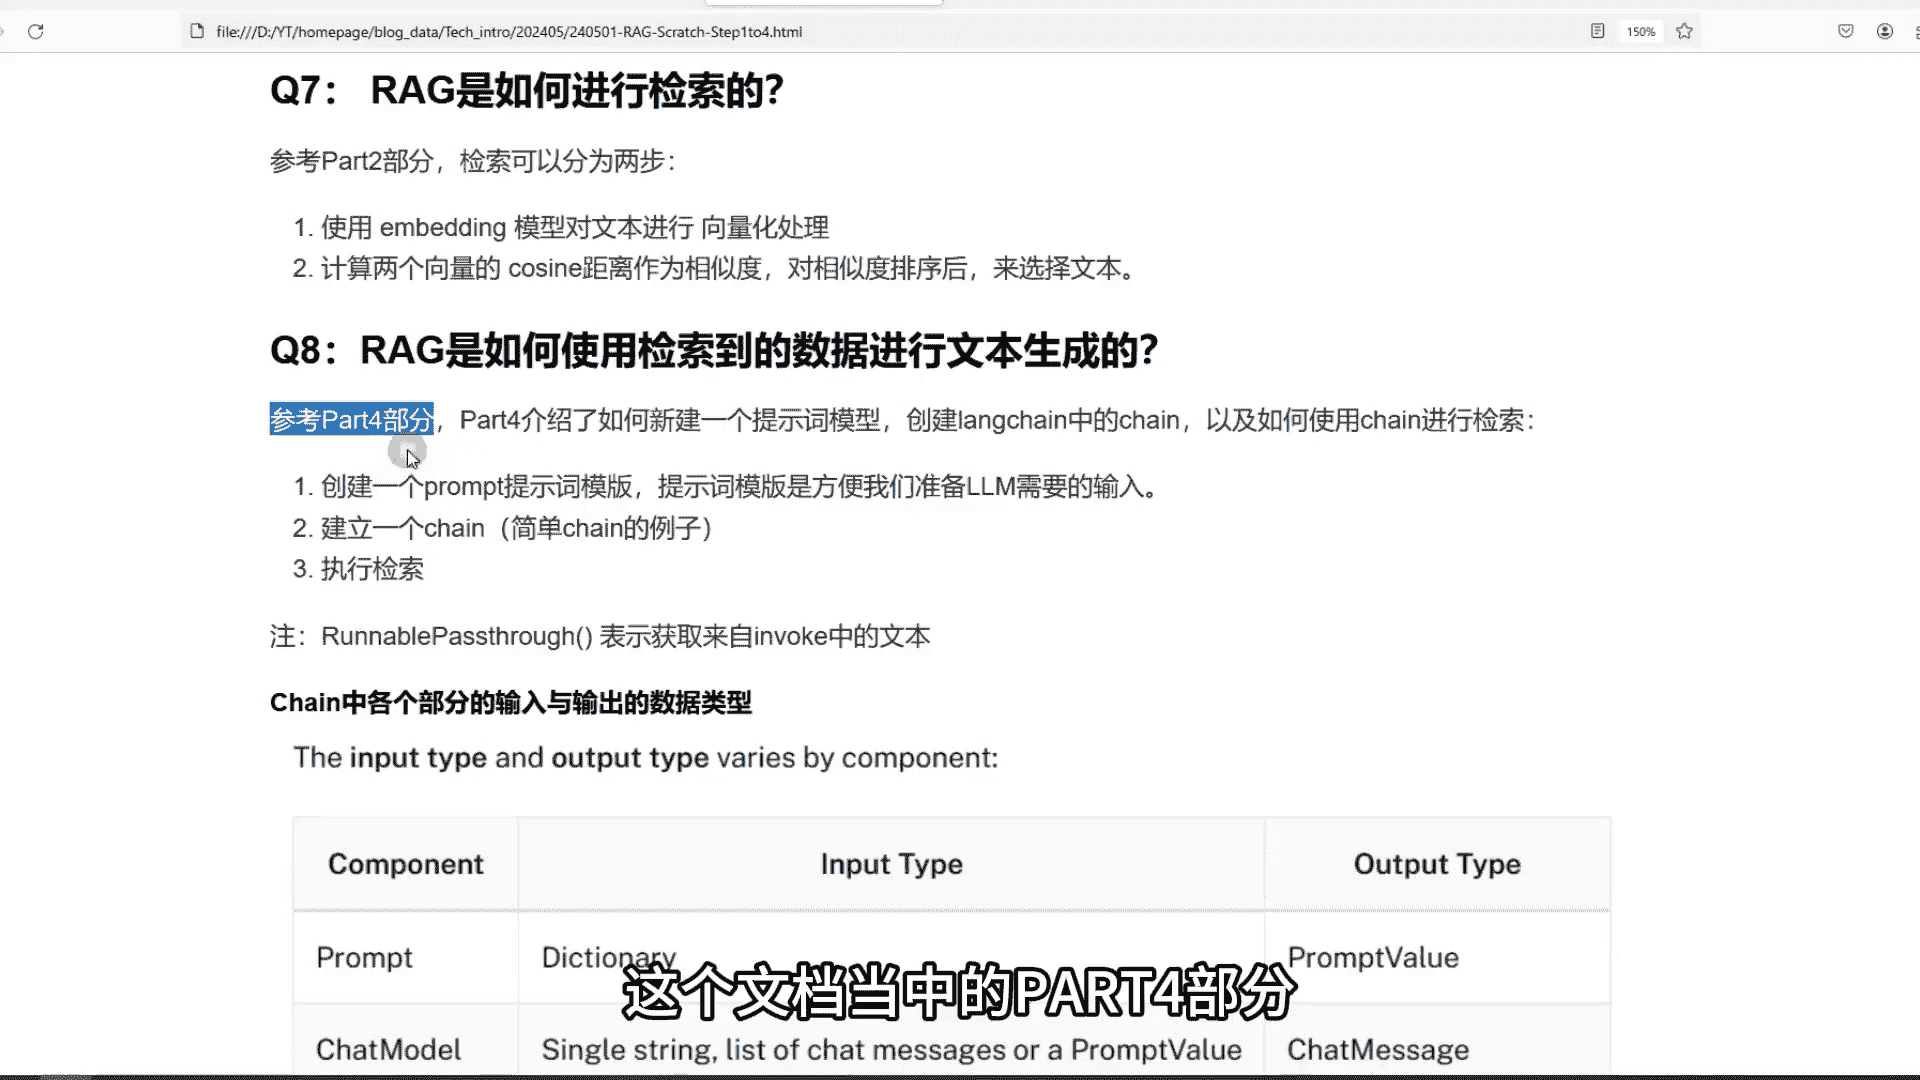 file:///D:/YT/homepage/blog_data/Tech_intro/202405/240501-RAG-Scratch-Step1to4.html
150%
Q7： RAG是如何进行检索的？
参考Part2部分，检索可以分为两步：
1. 使用 embedding 模型对文本进行 向量化处理
2. 计算两个向量的 cosine距离作为相似度，对相似度排序后，来选择文本。
Q8：RAG是如何使用检索到的数据进行文本生成的？
参考Part4部分，Part4介绍了如何新建一个提示词模型，创建langchain中的chain，以及如何使用chain进行检索：
1. 创建一个prompt提示词模版，提示词模版是方便我们准备LLM需要的输入。
2. 建立一个chain（简单chain的例子）
3. 执行检索
注：RunnablePassthrough() 表示获取来自invoke中的文本
Chain中各个部分的输入与输出的数据类型
The input type and output type varies by component:
Component Input Type Output Type
Prompt Dictionary PromptValue
这个文档当中的PART4部分
ChatModel Single string, list of chat messages or a PromptValue ChatMessage